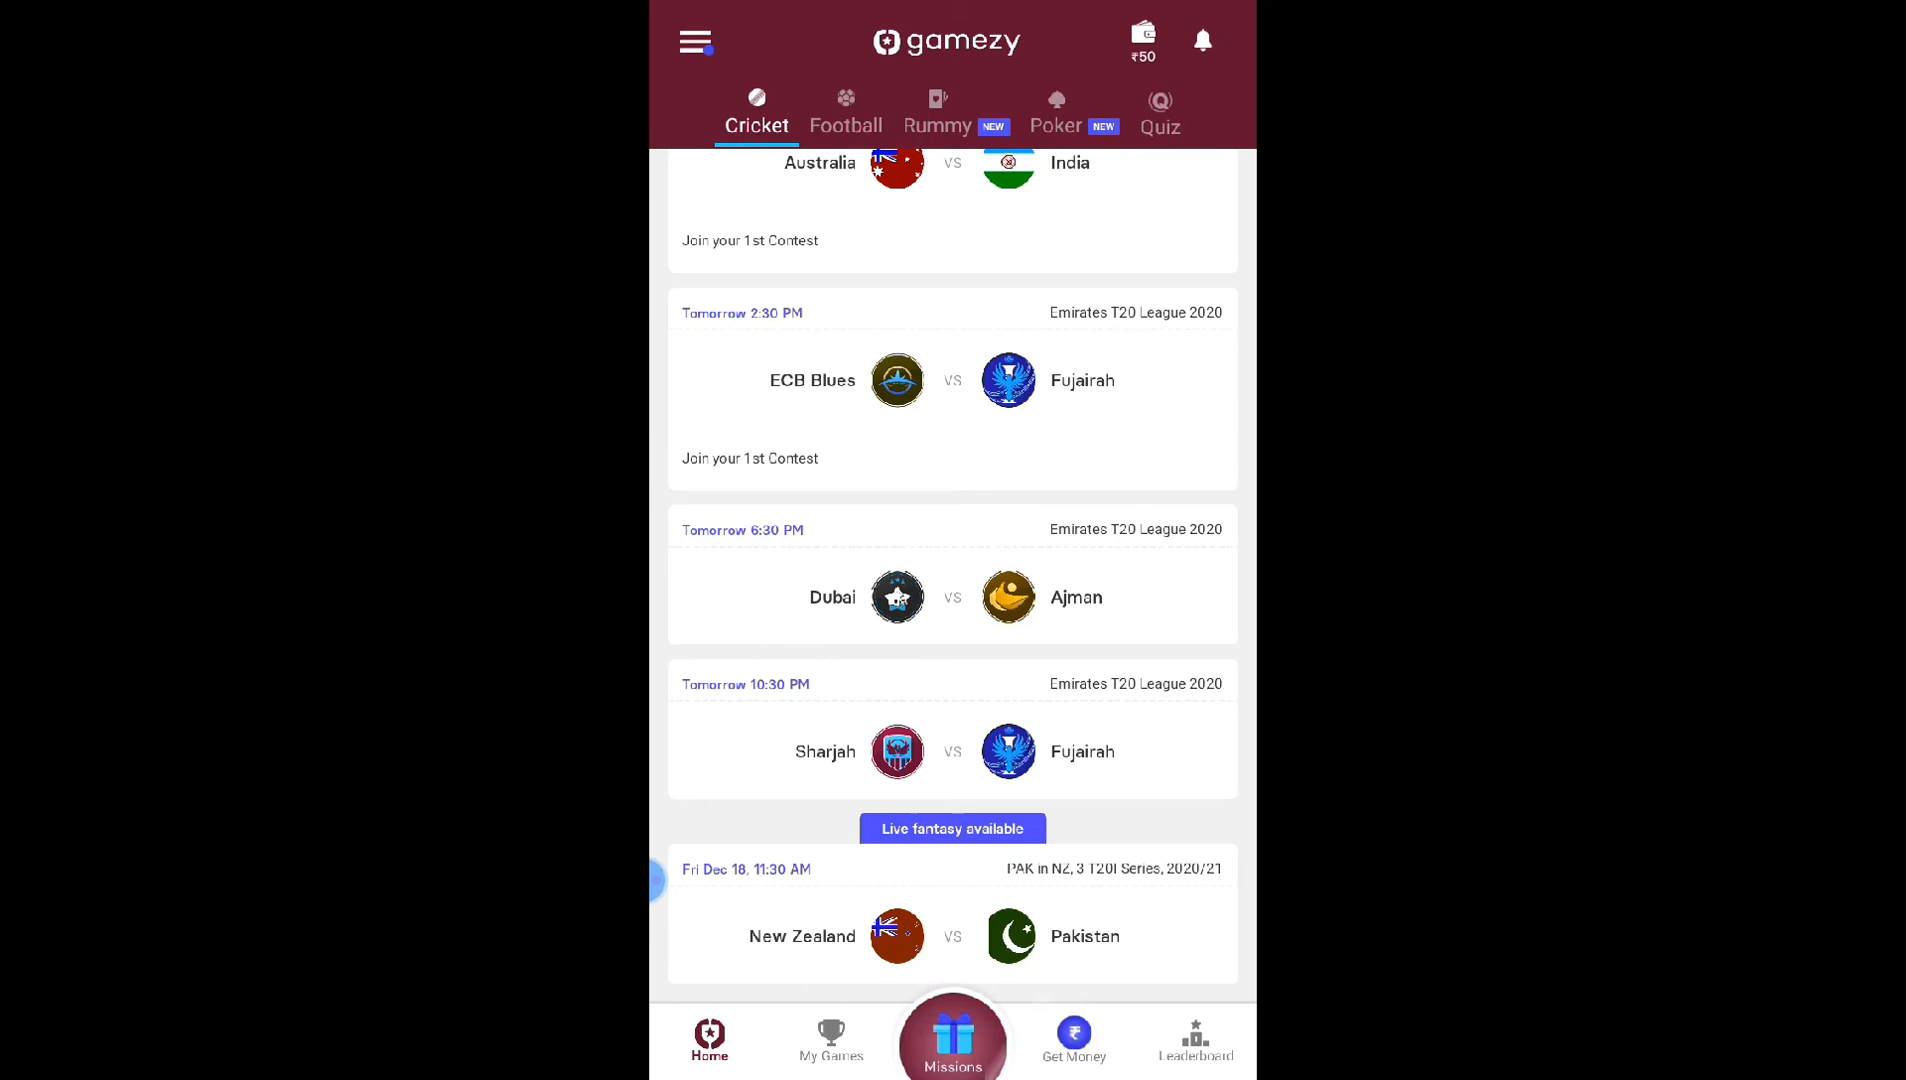 gamezy
₹50
Cricket Football Rummy NEW Poker NEW Quiz
Australia VS India
Join your 1st Contest
Tomorrow 2:30 PM Emirates T20 League 2020
ECB Blues VS Fujairah
Join your 1st Contest
Tomorrow 6:30 PM Emirates T20 League 2020
Dubai VS Ajman
Tomorrow 10:30 PM Emirates T20 League 2020
Sharjah VS Fujairah
Live fantasy available
Fri Dec 18, 11:30 AM PAK in NZ, 3 T20I Series, 2020/21
New Zealand VS Pakistan
Home My Games Missions Get Money Leaderboard